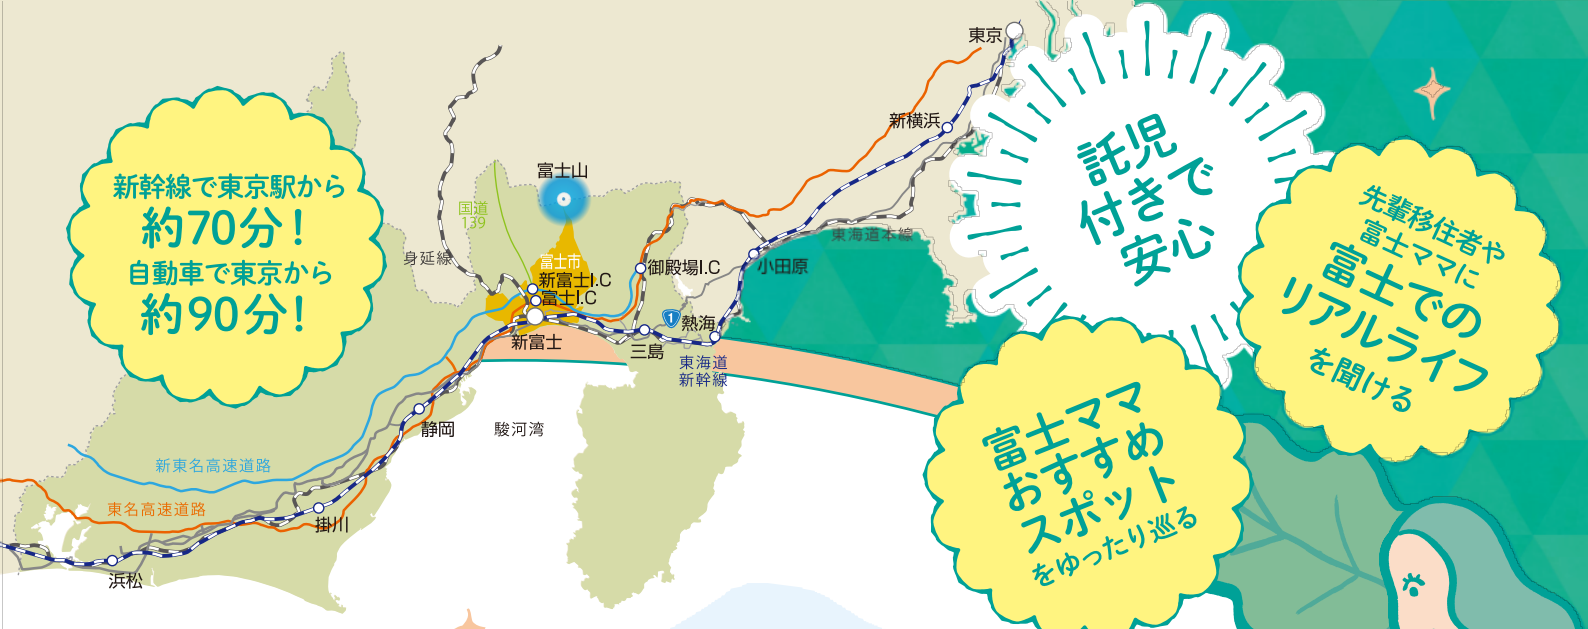 新幹線で東京駅から
約70分!
自動車で東京から
約90分!
東京
新横浜
富士山
国道
139
身延線
富士市
新富士I.C
富士I.C
御殿場I.C
小田原
東海道本線
1
熱海
新富士
三島
東海道
新幹線
静岡
駿河湾
新東名高速道路
東名高速道路
掛川
浜松
託児
付きで
安心
先輩移住者や
富士ママに
富士での
リアルライフ
を聞ける
富士ママ
おすすめ
スポット
をゆったり巡る